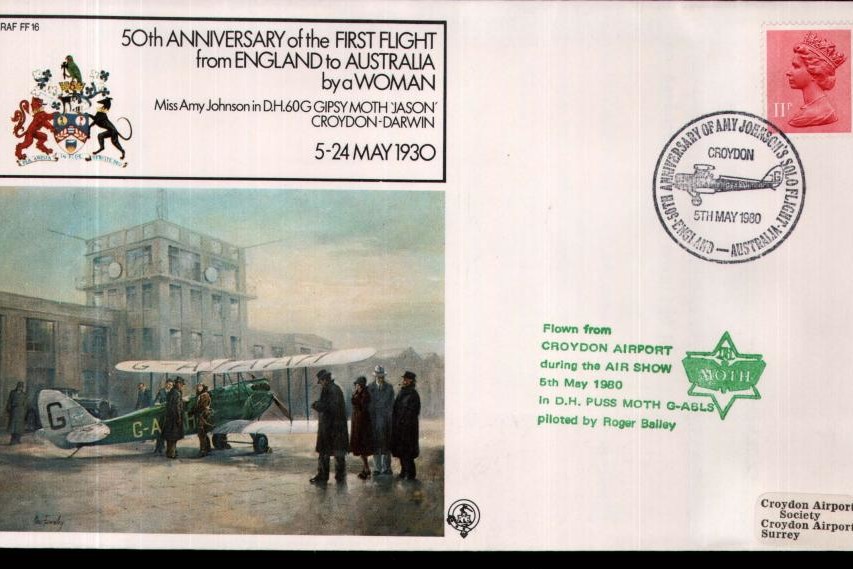 RAF FF16
50th ANNIVERSARY of the FIRST FLIGHT
from ENGLAND to AUSTRALIA
by a WOMAN
Miss Amy Johnson in D.H.60G GIPSY MOTH 'JASON'
CROYDON-DARWIN
5-24 MAY 1930
11P
50TH ANNIVERSARY OF AMY JOHNSON'S SOLO FLIGHT
ENGLAND — AUSTRALIA
CROYDON
5TH MAY 1980
G
G-AAAH
G
G-A H
Flown from
CROYDON AIRPORT
during the AIR SHOW
5th May 1980
in D.H. PUSS MOTH G-ABLS
piloted by Roger Bailey
MOTH
Croydon Airport
Society
Croydon Airport
Surrey